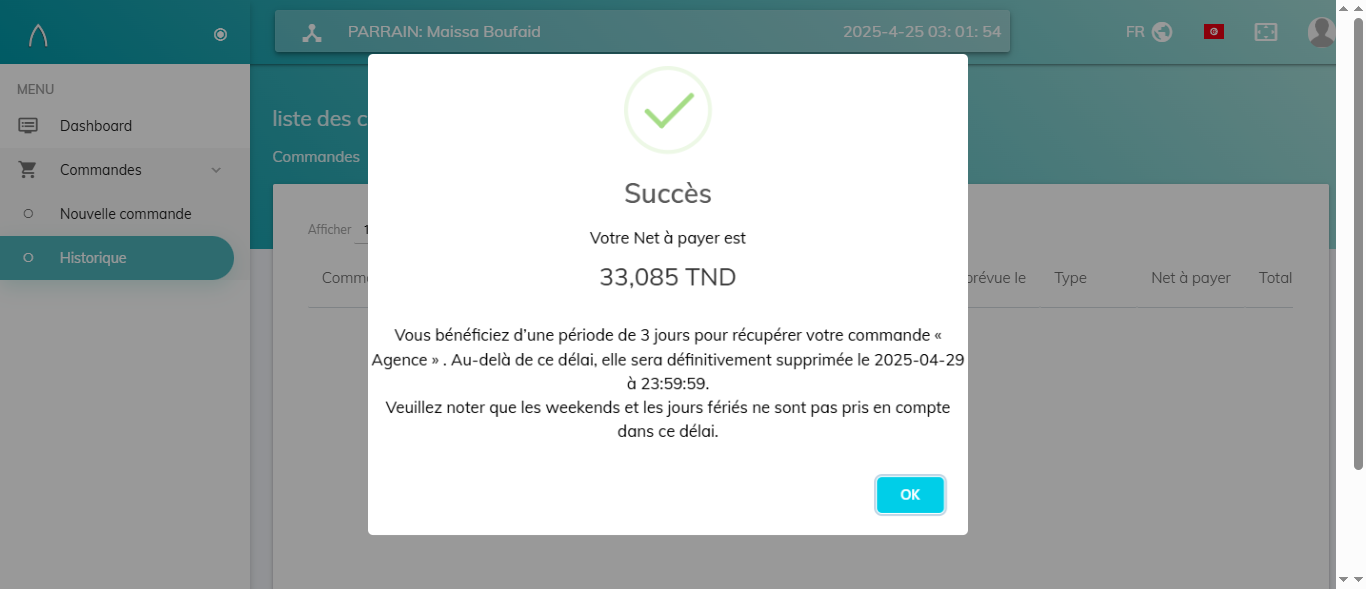 PARRAIN: Maissa Boufaid
2025-4-25 03: 01: 54
FR
MENU
Dashboard
Commandes
Nouvelle commande
Historique
liste des c
Commandes
Afficher 1
Comm
prévue le
Type
Net à payer
Total
Succès
Votre Net à payer est
33,085 TND
Vous bénéficiez d’une période de 3 jours pour récupérer votre commande «
Agence » . Au-delà de ce délai, elle sera définitivement supprimée le 2025-04-29
à 23:59:59.
Veuillez noter que les weekends et les jours fériés ne sont pas pris en compte
dans ce délai.
OK